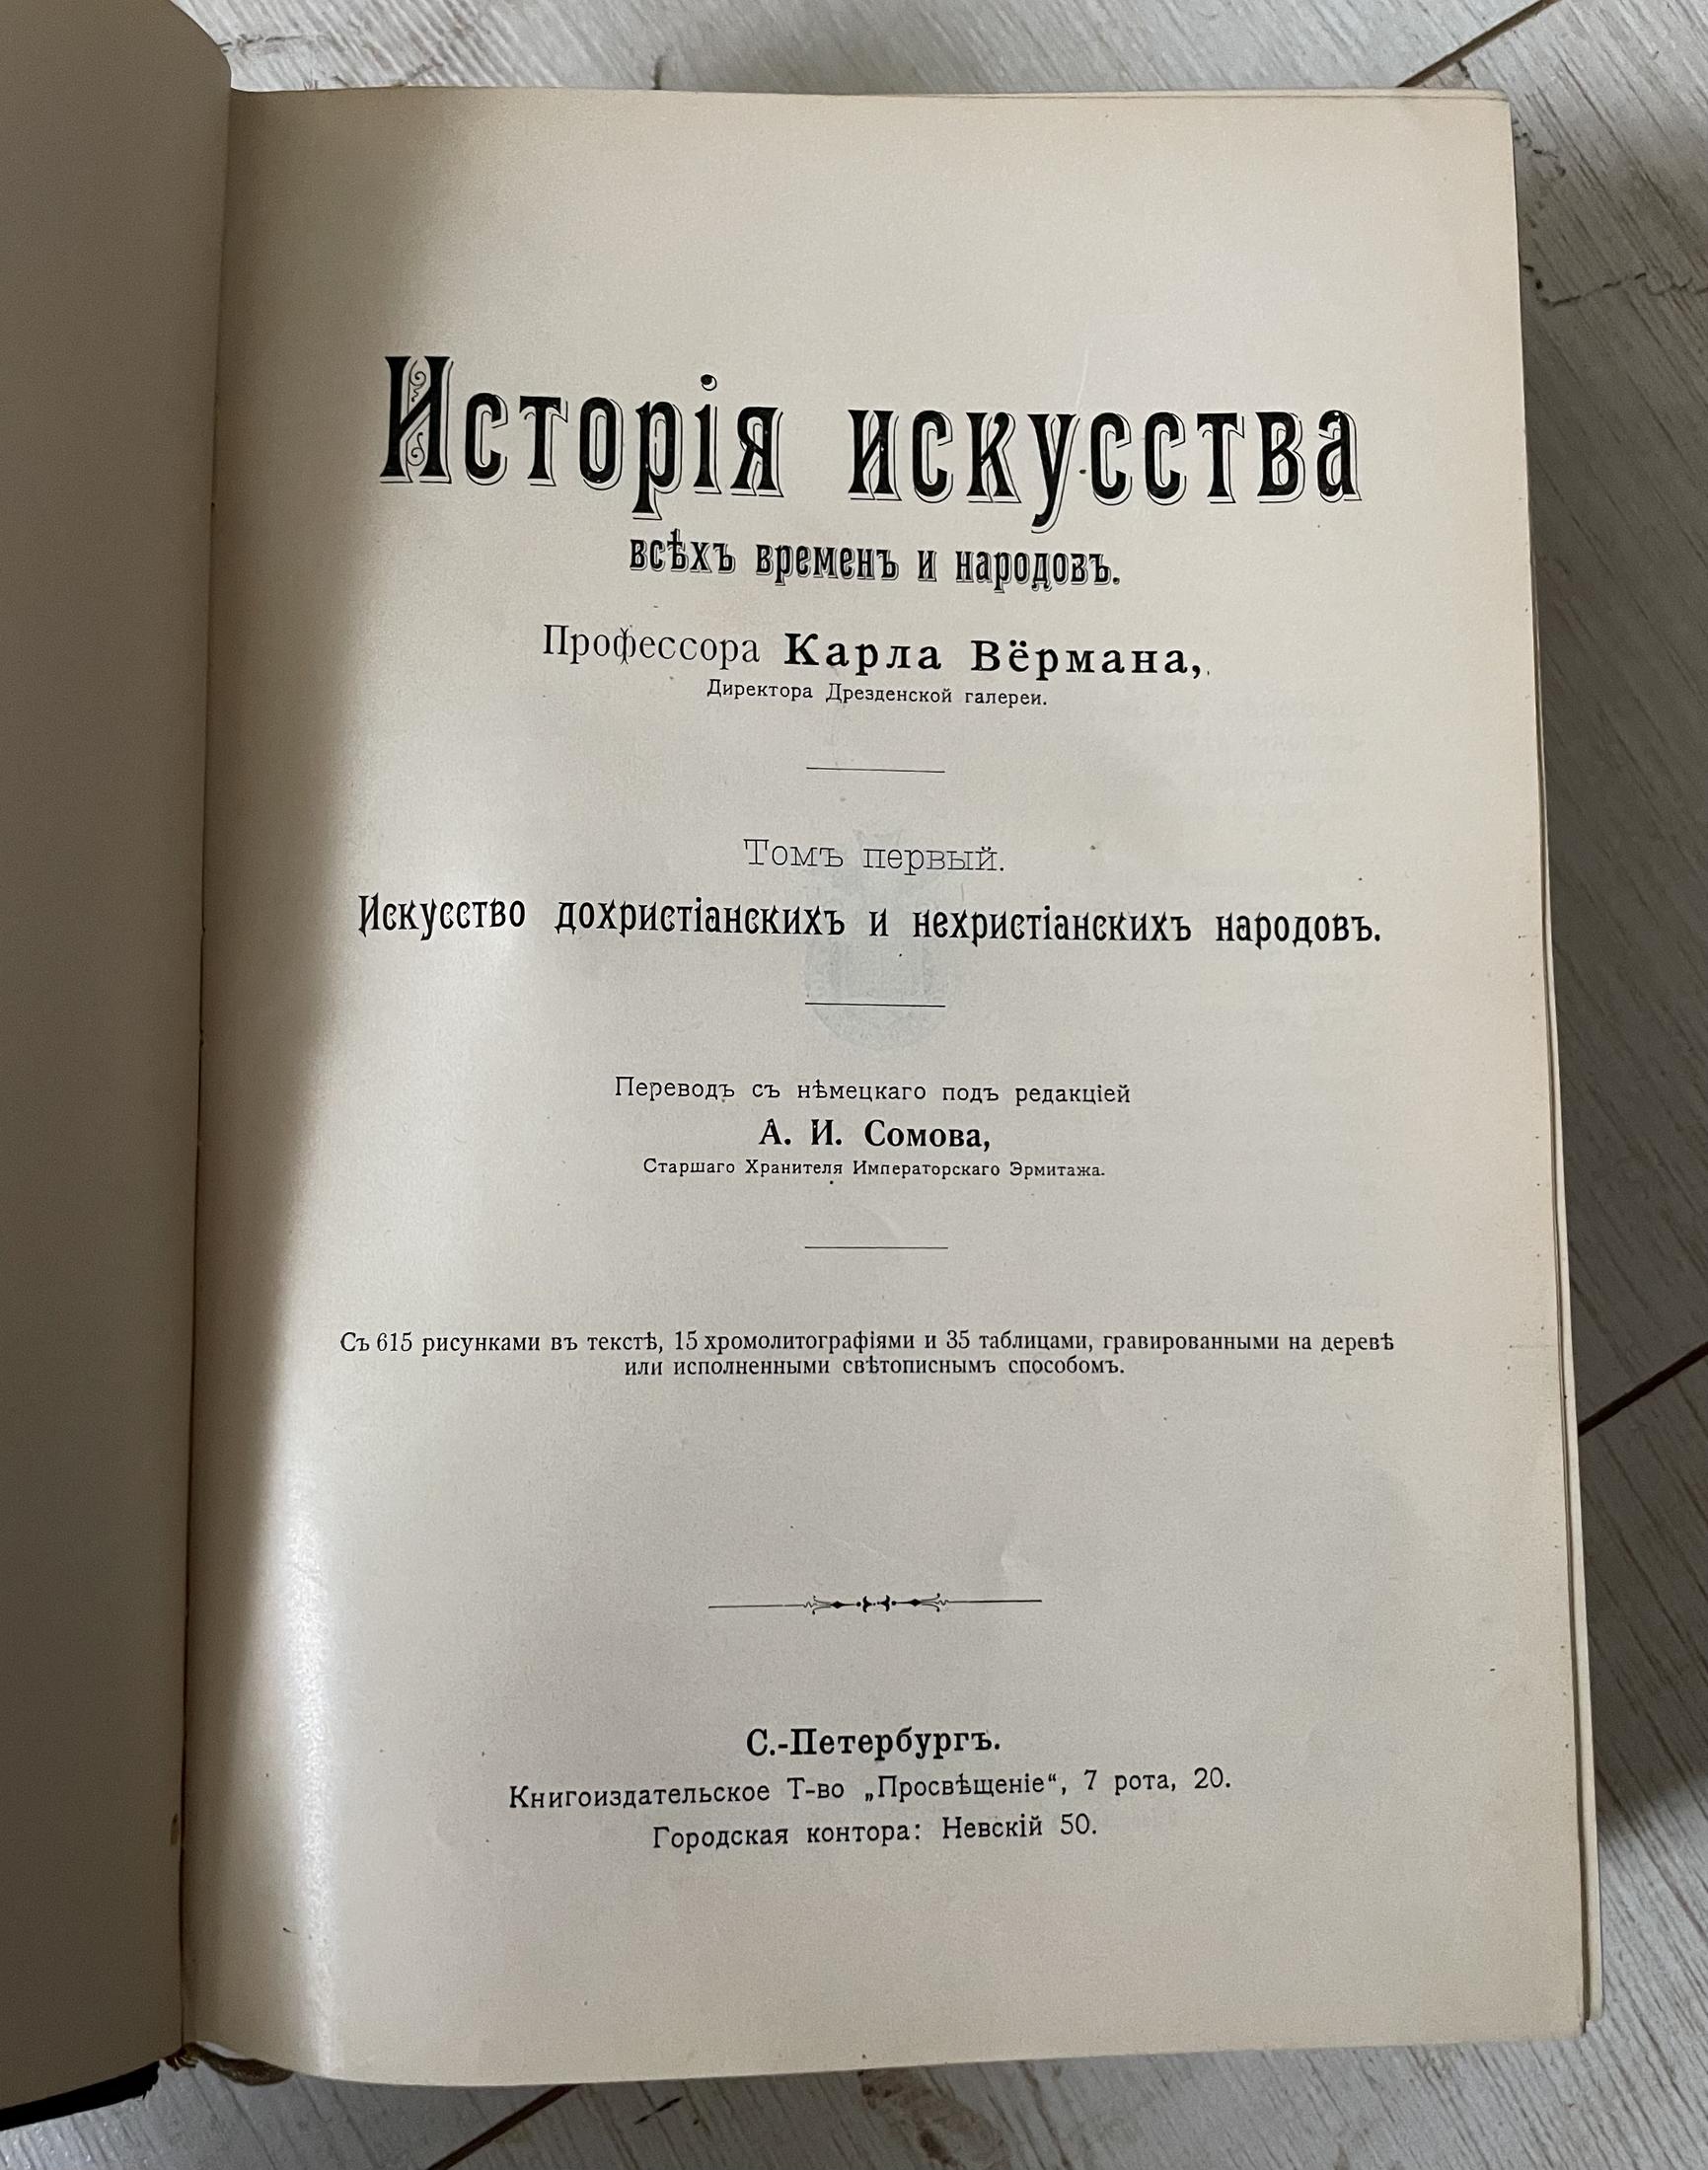 Исторія искусства
всѣхъ временъ и народовъ.
Профессора Карла Вёрмана,
Директора Дрезденской галереи.
Томъ первый.
Искусство дохристіанскихъ и нехристіанскихъ народовъ.
Переводъ съ нѣмецкаго подъ редакціей
А. И. Сомова,
Старшаго Хранителя Императорскаго Эрмитажа.
Съ 615 рисунками въ текстѣ, 15 хромолитографіями и 35 таблицами, гравированными на деревѣ
или исполненными свѣтописнымъ способомъ.
С.-Петербургъ.
Книгоиздательское Т-во „Просвѣщеніе“, 7 рота, 20.
Городская контора: Невскій 50.